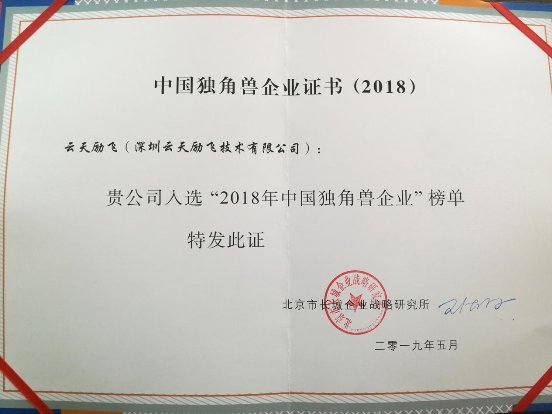 中国独角兽企业证书（2018）
云天励飞（深圳云天励飞技术有限公司）：
贵公司入选“2018年中国独角兽企业”榜单
特发此证
北京市长城企业战略研究所
二零一九年五月